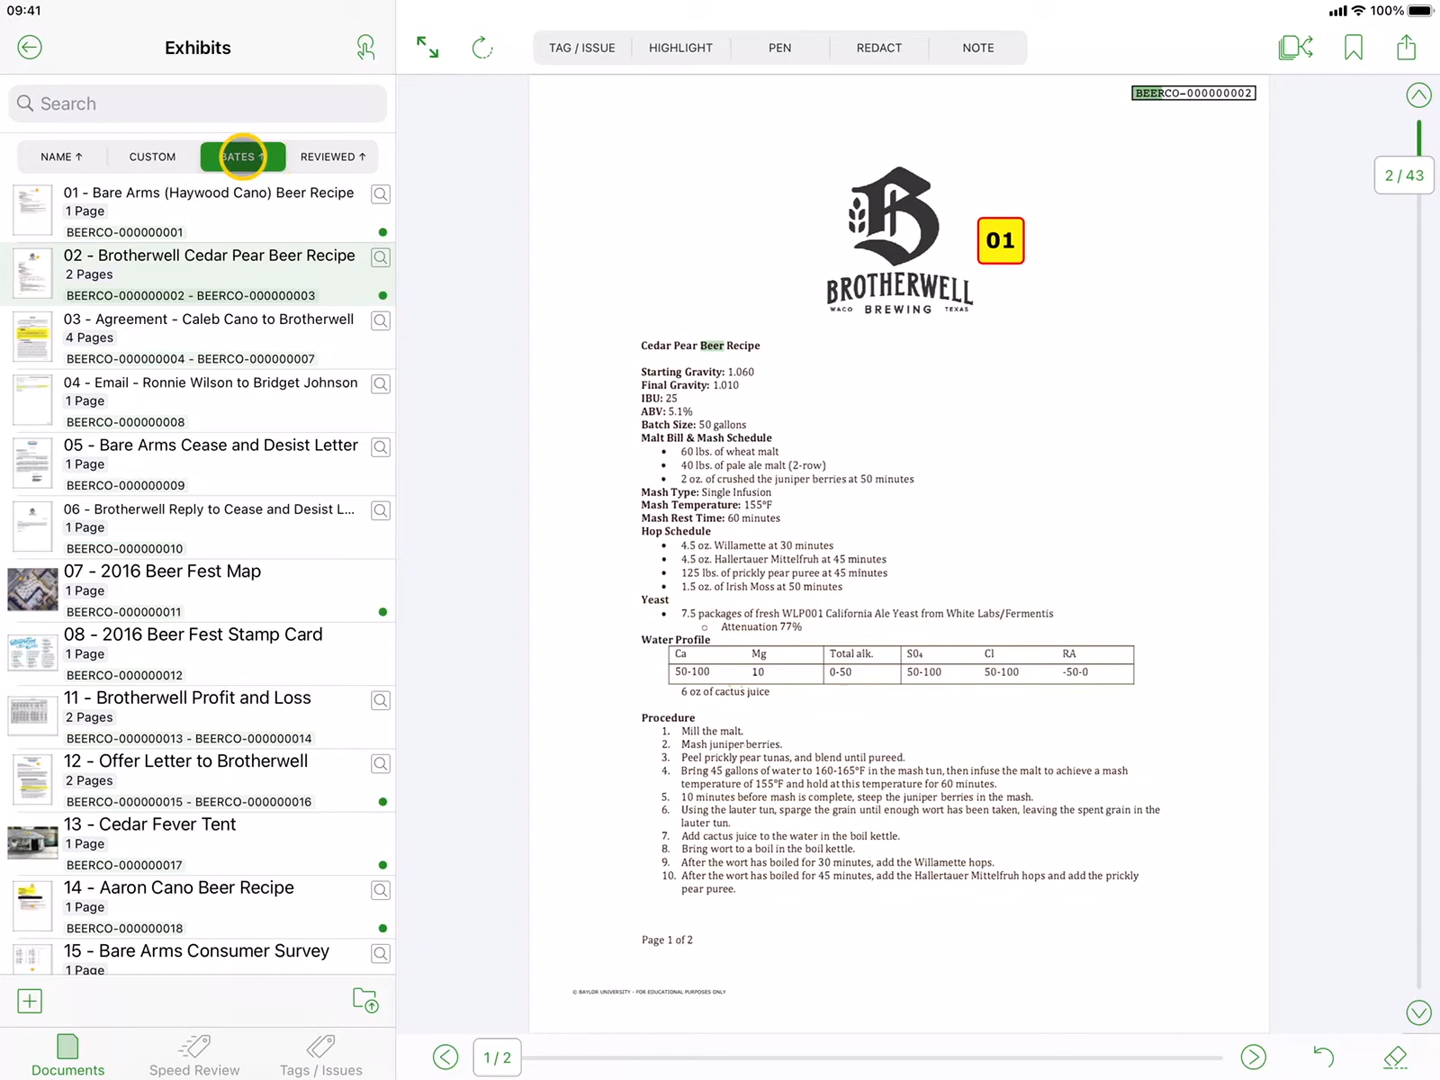 09:41
100%
Exhibits
TAG / ISSUE
HIGHLIGHT
PEN
REDACT
NOTE
Search
NAME ↑
CUSTOM
BATES ↑
REVIEWED ↑
01 - Bare Arms (Haywood Cano) Beer Recipe
1 Page
BEERCO-000000001
02 - Brotherwell Cedar Pear Beer Recipe
2 Pages
BEERCO-000000002 - BEERCO-000000003
03 - Agreement - Caleb Cano to Brotherwell
4 Pages
BEERCO-000000004 - BEERCO-000000007
04 - Email - Ronnie Wilson to Bridget Johnson
1 Page
BEERCO-000000008
05 - Bare Arms Cease and Desist Letter
1 Page
BEERCO-000000009
06 - Brotherwell Reply to Cease and Desist L...
1 Page
BEERCO-000000010
07 - 2016 Beer Fest Map
1 Page
BEERCO-000000011
08 - 2016 Beer Fest Stamp Card
1 Page
BEERCO-000000012
11 - Brotherwell Profit and Loss
2 Pages
BEERCO-000000013 - BEERCO-000000014
12 - Offer Letter to Brotherwell
2 Pages
BEERCO-000000015 - BEERCO-000000016
13 - Cedar Fever Tent
1 Page
BEERCO-000000017
14 - Aaron Cano Beer Recipe
1 Page
BEERCO-000000018
15 - Bare Arms Consumer Survey
1 Page
Documents
Speed Review
Tags / Issues
BEERCO-000000002
2 / 43
B
01
BROTHERWELL
WACO BREWING TEXAS
Cedar Pear Beer Recipe
Starting Gravity: 1.060
Final Gravity: 1.010
IBU: 25
ABV: 5.1%
Batch Size: 50 gallons
Malt Bill & Mash Schedule
• 60 lbs. of wheat malt
• 40 lbs. of pale ale malt (2-row)
• 2 oz. of crushed the juniper berries at 50 minutes
Mash Type: Single Infusion
Mash Temperature: 155°F
Mash Rest Time: 60 minutes
Hop Schedule
• 4.5 oz. Willamette at 30 minutes
• 4.5 oz. Hallertauer Mittelfruh at 45 minutes
• 125 lbs. of prickly pear puree at 45 minutes
• 1.5 oz. of Irish Moss at 50 minutes
Yeast
• 7.5 packages of fresh WLP001 California Ale Yeast from White Labs/Fermentis
o Attenuation 77%
Water Profile
Ca Mg Total alk. SO₄ Cl RA
50-100 10 0-50 50-100 50-100 -50-0
6 oz of cactus juice
Procedure
1. Mill the malt.
2. Mash juniper berries.
3. Peel prickly pear tunas, and blend until pureed.
4. Bring 45 gallons of water to 160-165°F in the mash tun, then infuse the malt to achieve a mash
temperature of 155°F and hold at this temperature for 60 minutes.
5. 10 minutes before mash is complete, steep the juniper berries in the mash.
6. Using the lauter tun, sparge the grain until enough wort has been taken, leaving the spent grain in the
lauter tun.
7. Add cactus juice to the water in the boil kettle.
8. Bring wort to a boil in the boil kettle.
9. After the wort has boiled for 30 minutes, add the Willamette hops.
10. After the wort has boiled for 45 minutes, add the Hallertauer Mittelfruh hops and add the prickly
pear puree.
Page 1 of 2
© BAYLOR UNIVERSITY - FOR EDUCATIONAL PURPOSES ONLY
1 / 2